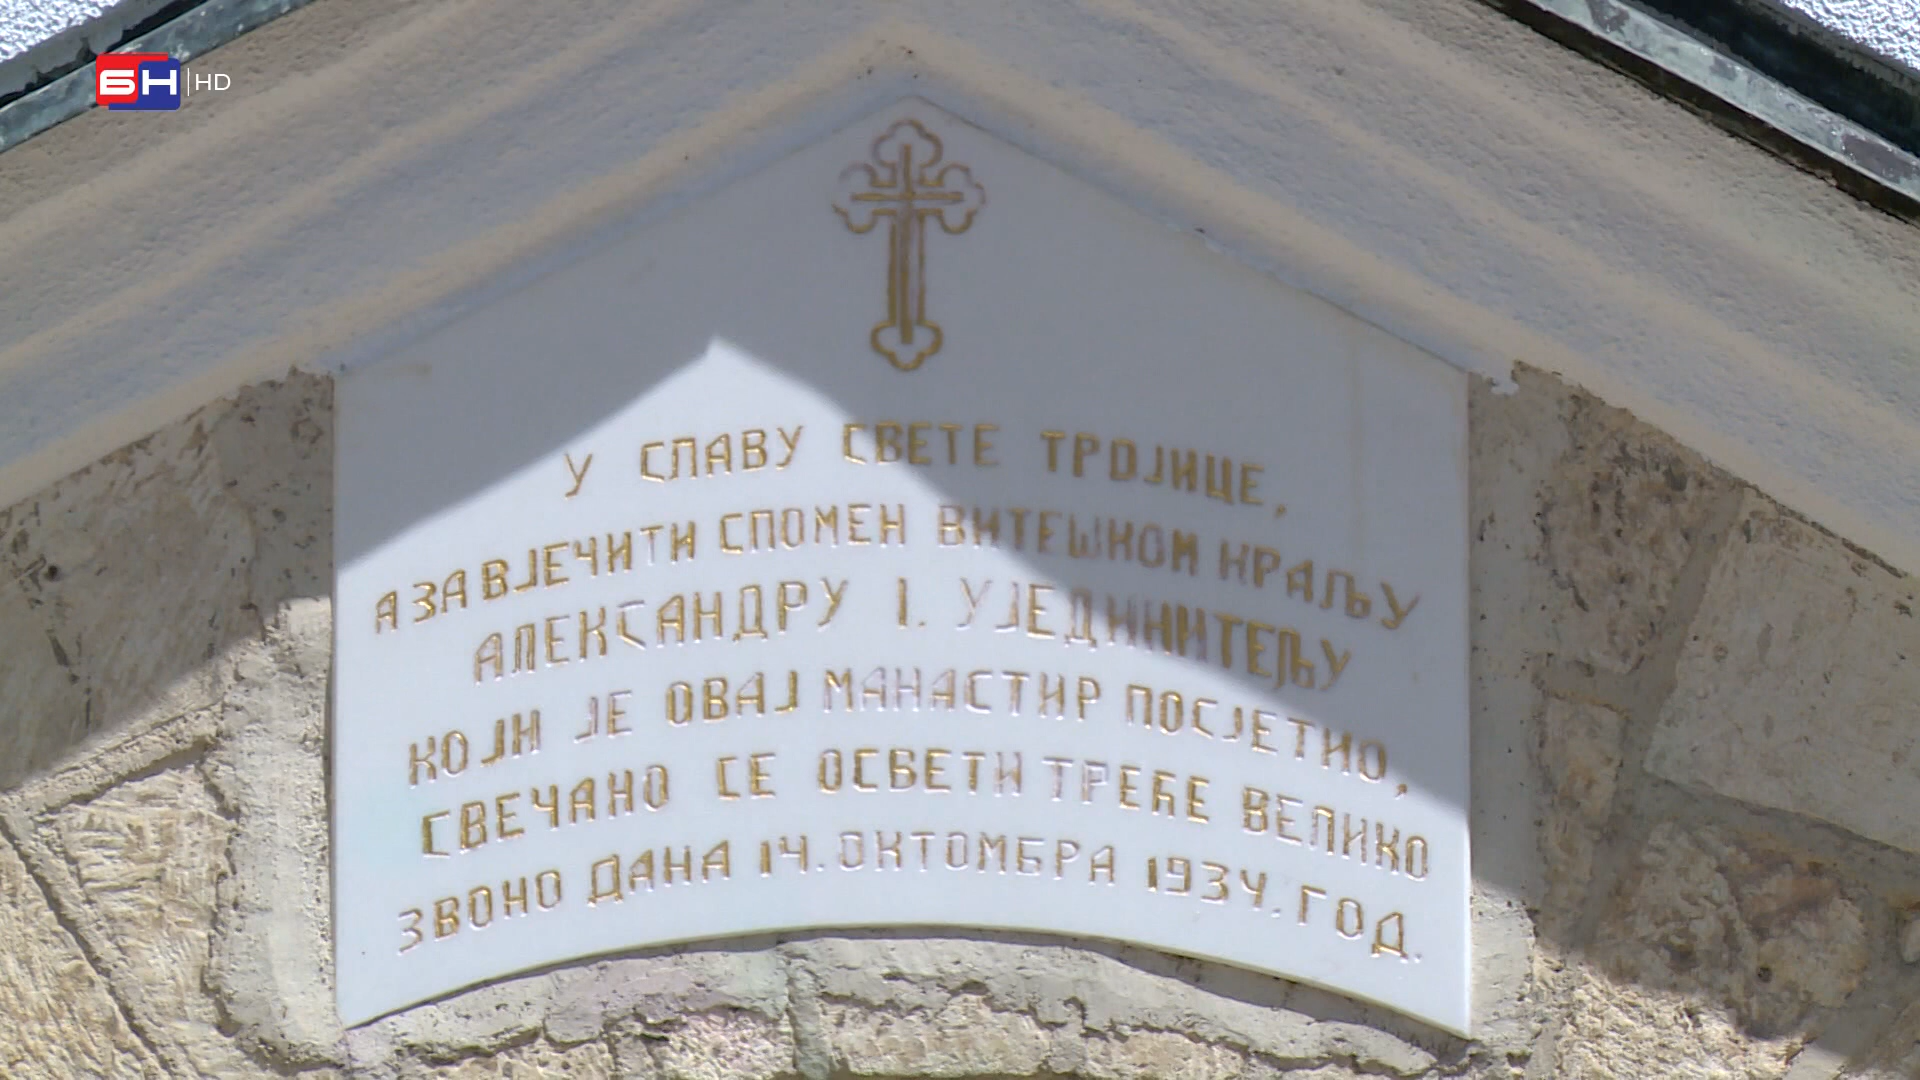 БН HD
У СЛАВУ СВЕТЕ ТРОЈИЦЕ,
А ЗА ВЈЕЧИТИ СПОМЕН ВИТЕШКОМ КРАЉУ
АЛЕКСАНДРУ I. УЈЕДИНИТЕЉУ
КОЈИ ЈЕ ОВАЈ МАНАСТИР ПОСЈЕТИО,
СВЕЧАНО СЕ ОСВЕТИ ТРЕЋЕ ВЕЛИКО
ЗВОНО ДАНА 14. ОКТОМБРА 1934. ГОД.